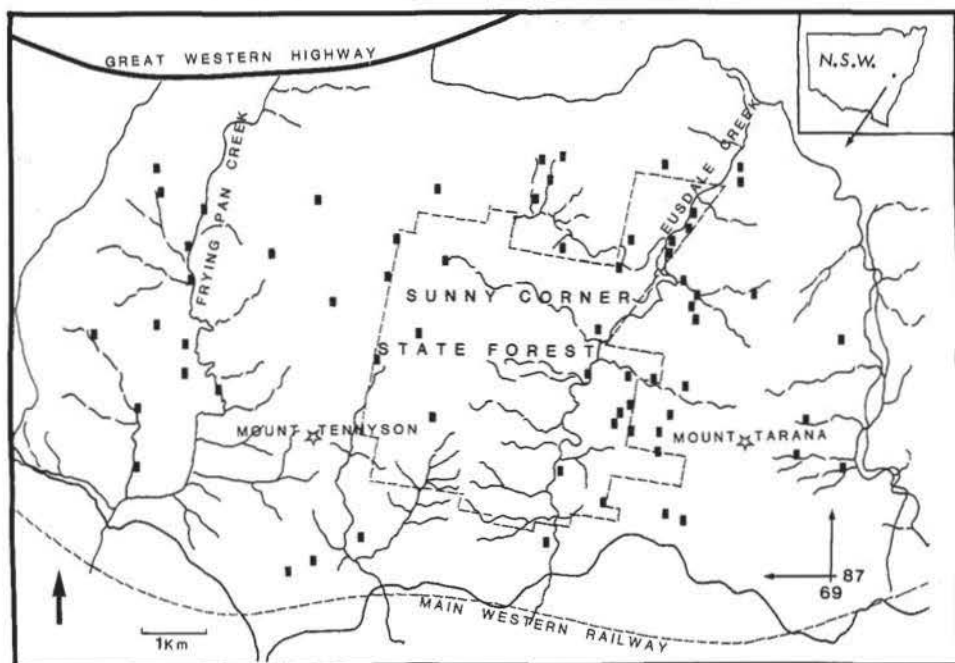 GREAT WESTERN HIGHWAY
N.S.W.
FRYING PAN CREEK
EUSDALE CREEK
SUNNY CORNER
STATE FOREST
MOUNT TENNYSON
MOUNT TARANA
87
69
1Km
MAIN WESTERN RAILWAY